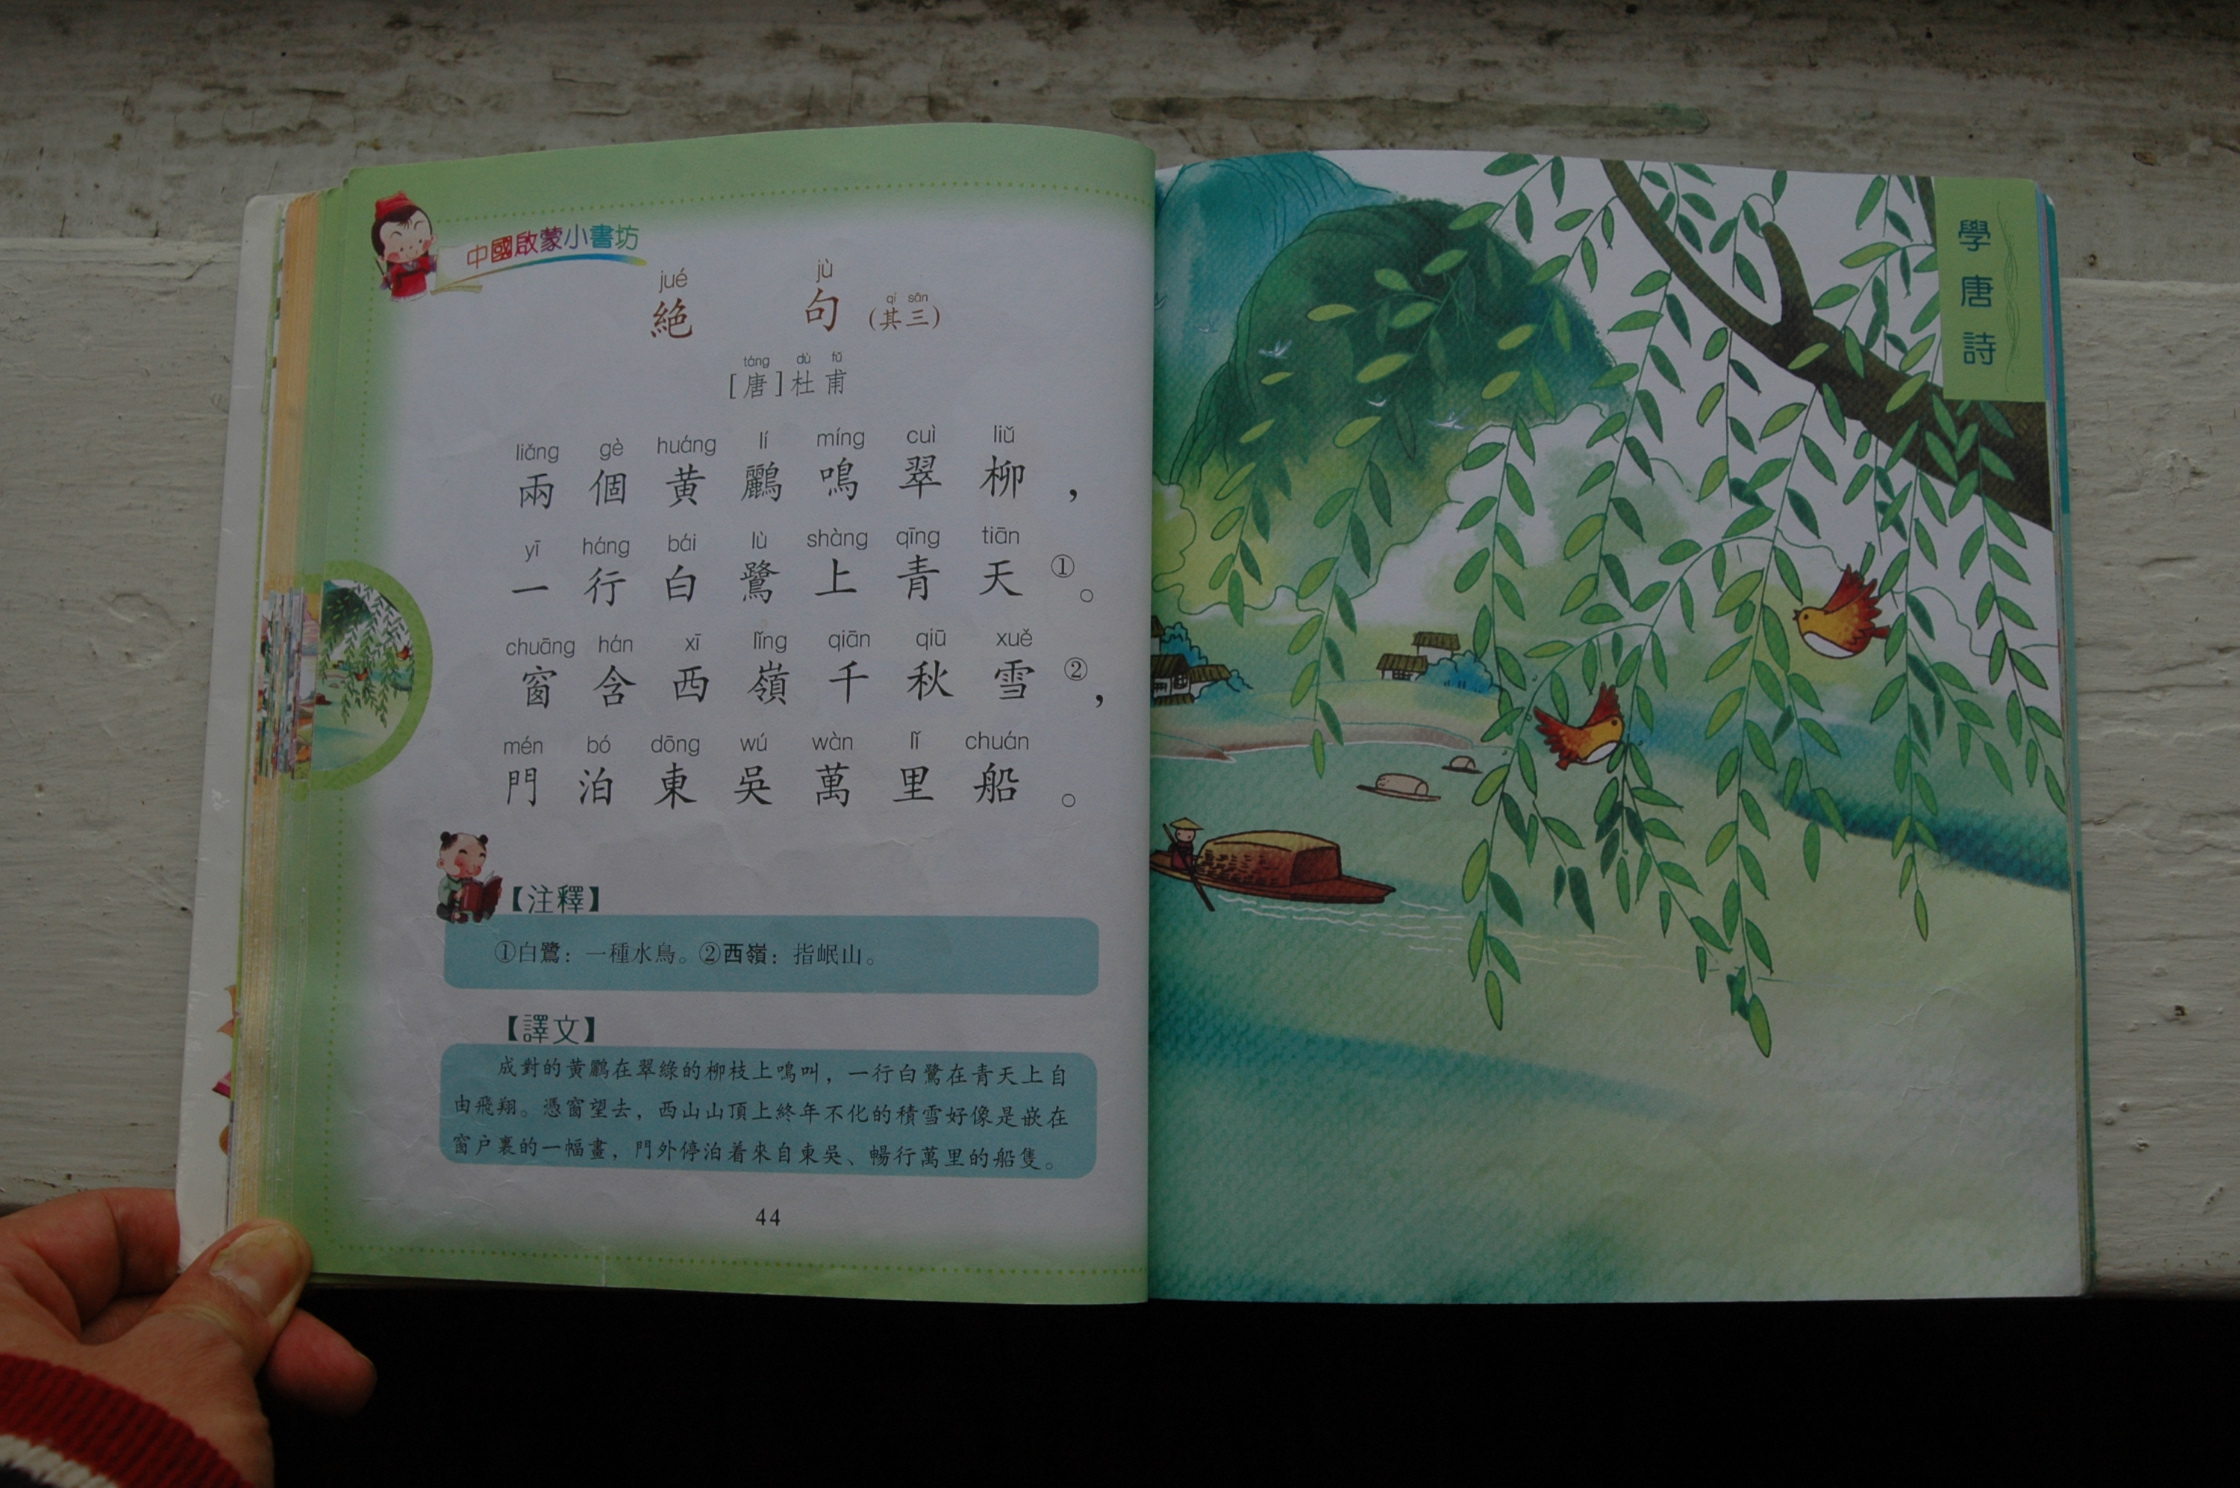 中國啟蒙小書坊
jué jù qí sān
絕句(其三)
táng dù fǔ
[唐]杜甫
liǎng gè huáng lí míng cuì liǔ
兩個黄鸝鳴翠柳，
yī háng bái lù shàng qīng tiān
一行白鷺上青天①。
chuāng hán xī lǐng qiān qiū xuě
窗含西嶺千秋雪②，
mén bó dōng wú wàn lǐ chuán
門泊東吳萬里船。
【注釋】
①白鷺：一種水鳥。②西嶺：指岷山。
【譯文】
成對的黄鸝在翠綠的柳枝上鳴叫，一行白鷺在青天上自
由飛翔。憑窗望去，西山山頂上終年不化的積雪好像是嵌在
窗户裏的一幅畫，門外停泊着來自東吳、暢行萬里的船隻。
44
學唐詩